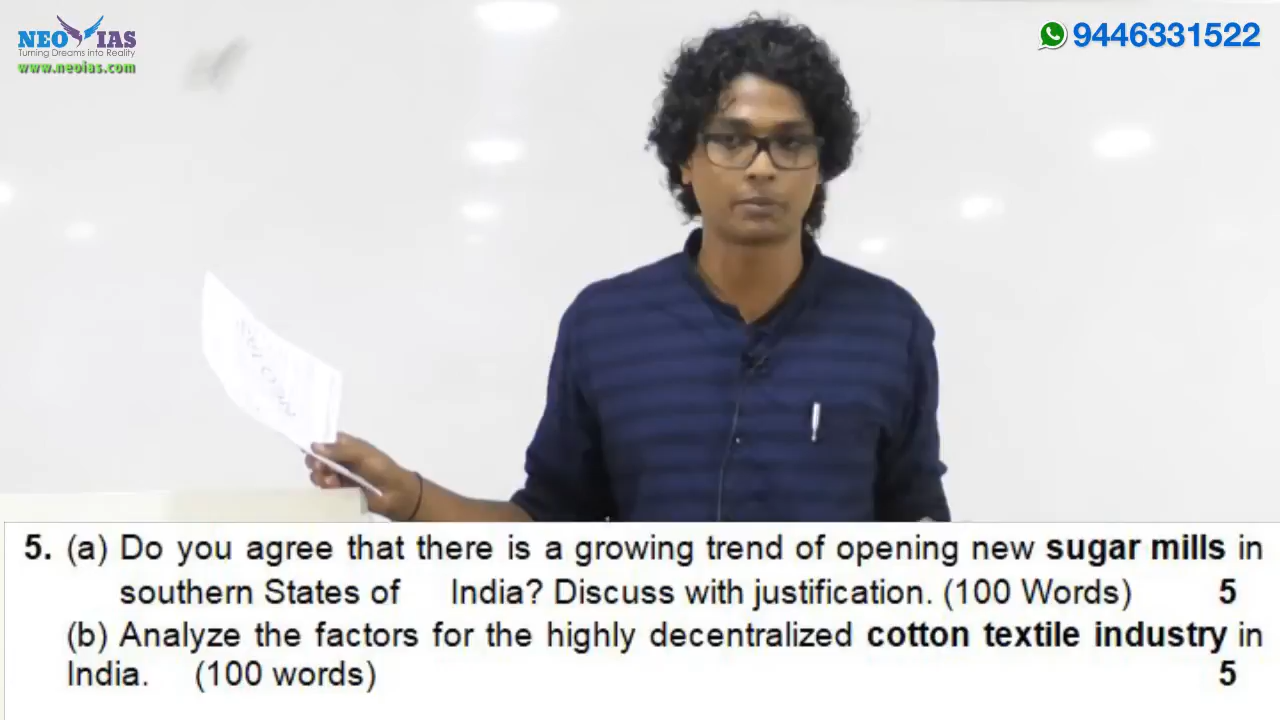 NEO IAS
Turning Dreams into Reality
www.neoias.com
9446331522
5. (a) Do you agree that there is a growing trend of opening new sugar mills in
southern States of India? Discuss with justification. (100 Words) 5
(b) Analyze the factors for the highly decentralized cotton textile industry in
India. (100 words) 5